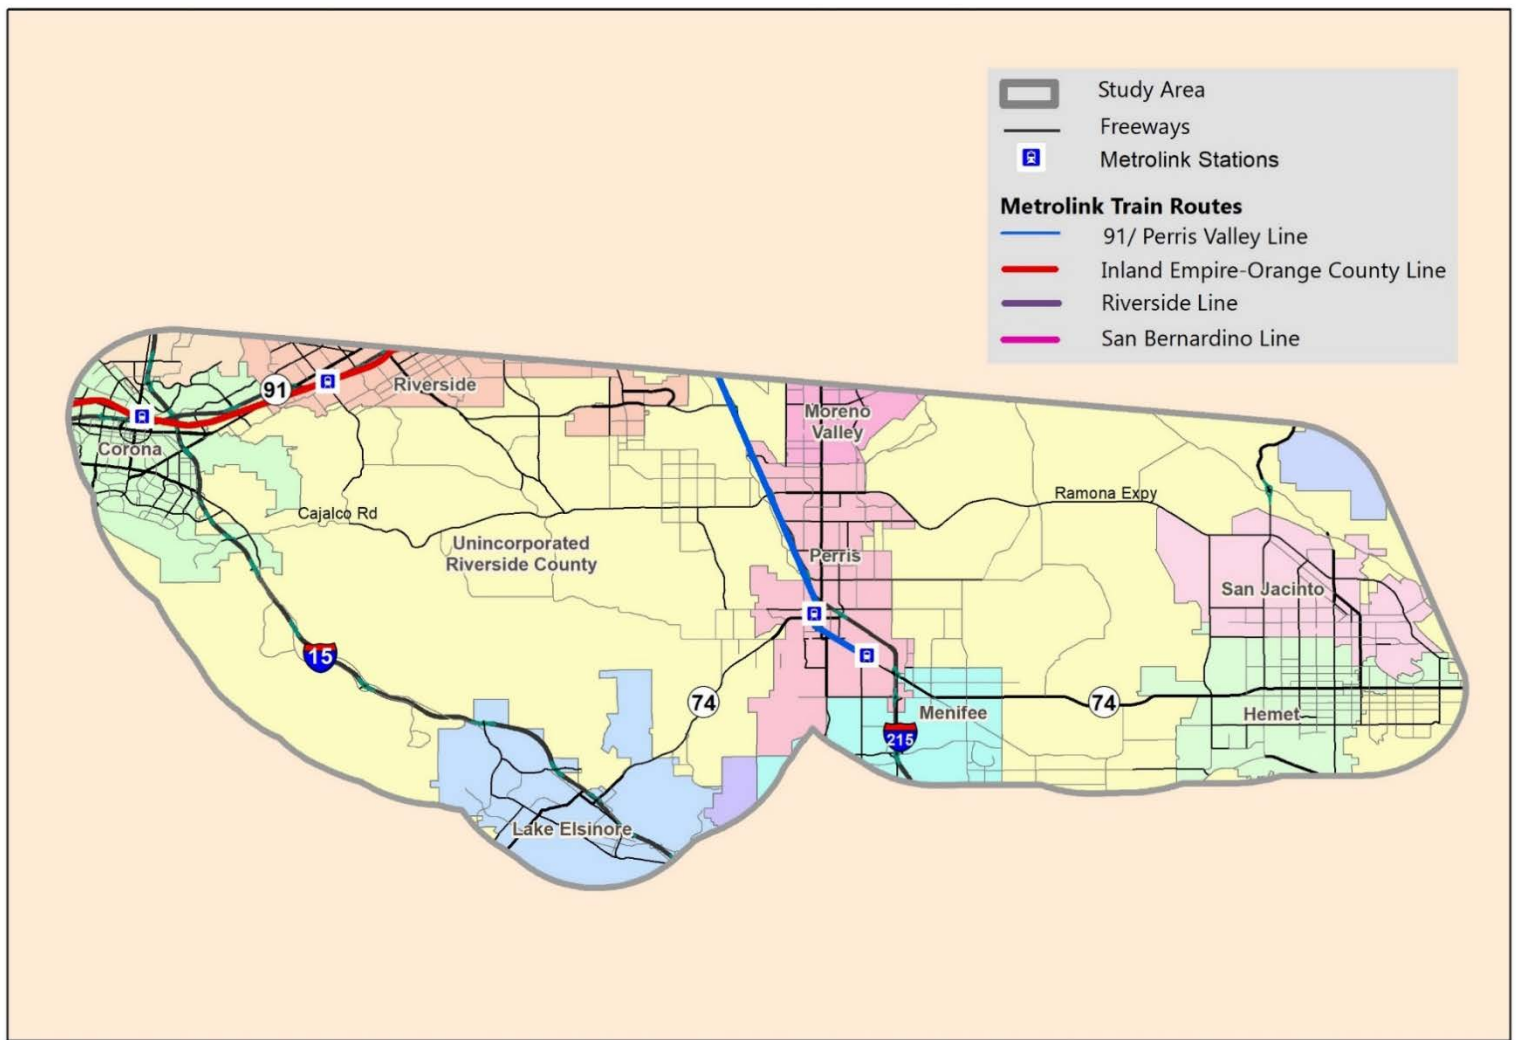 Study Area
Freeways
Metrolink Stations
Metrolink Train Routes
91/ Perris Valley Line
Inland Empire-Orange County Line
Riverside Line
San Bernardino Line
91
Riverside
Moreno
Valley
Corona
Cajalco Rd
Ramona Expy
Unincorporated
Riverside County
Perris
San Jacinto
15
74
74
Menifee
Hemet
215
Lake Elsinore